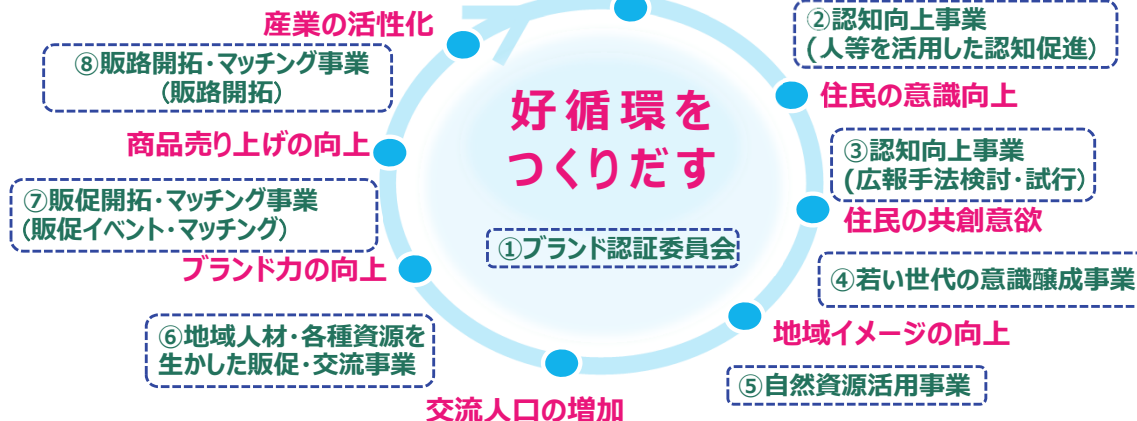 産業の活性化
②認知向上事業
(人等を活用した認知促進)
⑧販路開拓・マッチング事業
(販路開拓)
好循環を
つくりだす
住民の意識向上
商品売り上げの向上
③認知向上事業
(広報手法検討・試行)
⑦販促開拓・マッチング事業
(販促イベント・マッチング)
住民の共創意欲
①ブランド認証委員会
ブランド力の向上
④若い世代の意識醸成事業
⑥地域人材・各種資源を
生かした販促・交流事業
地域イメージの向上
⑤自然資源活用事業
交流人口の増加